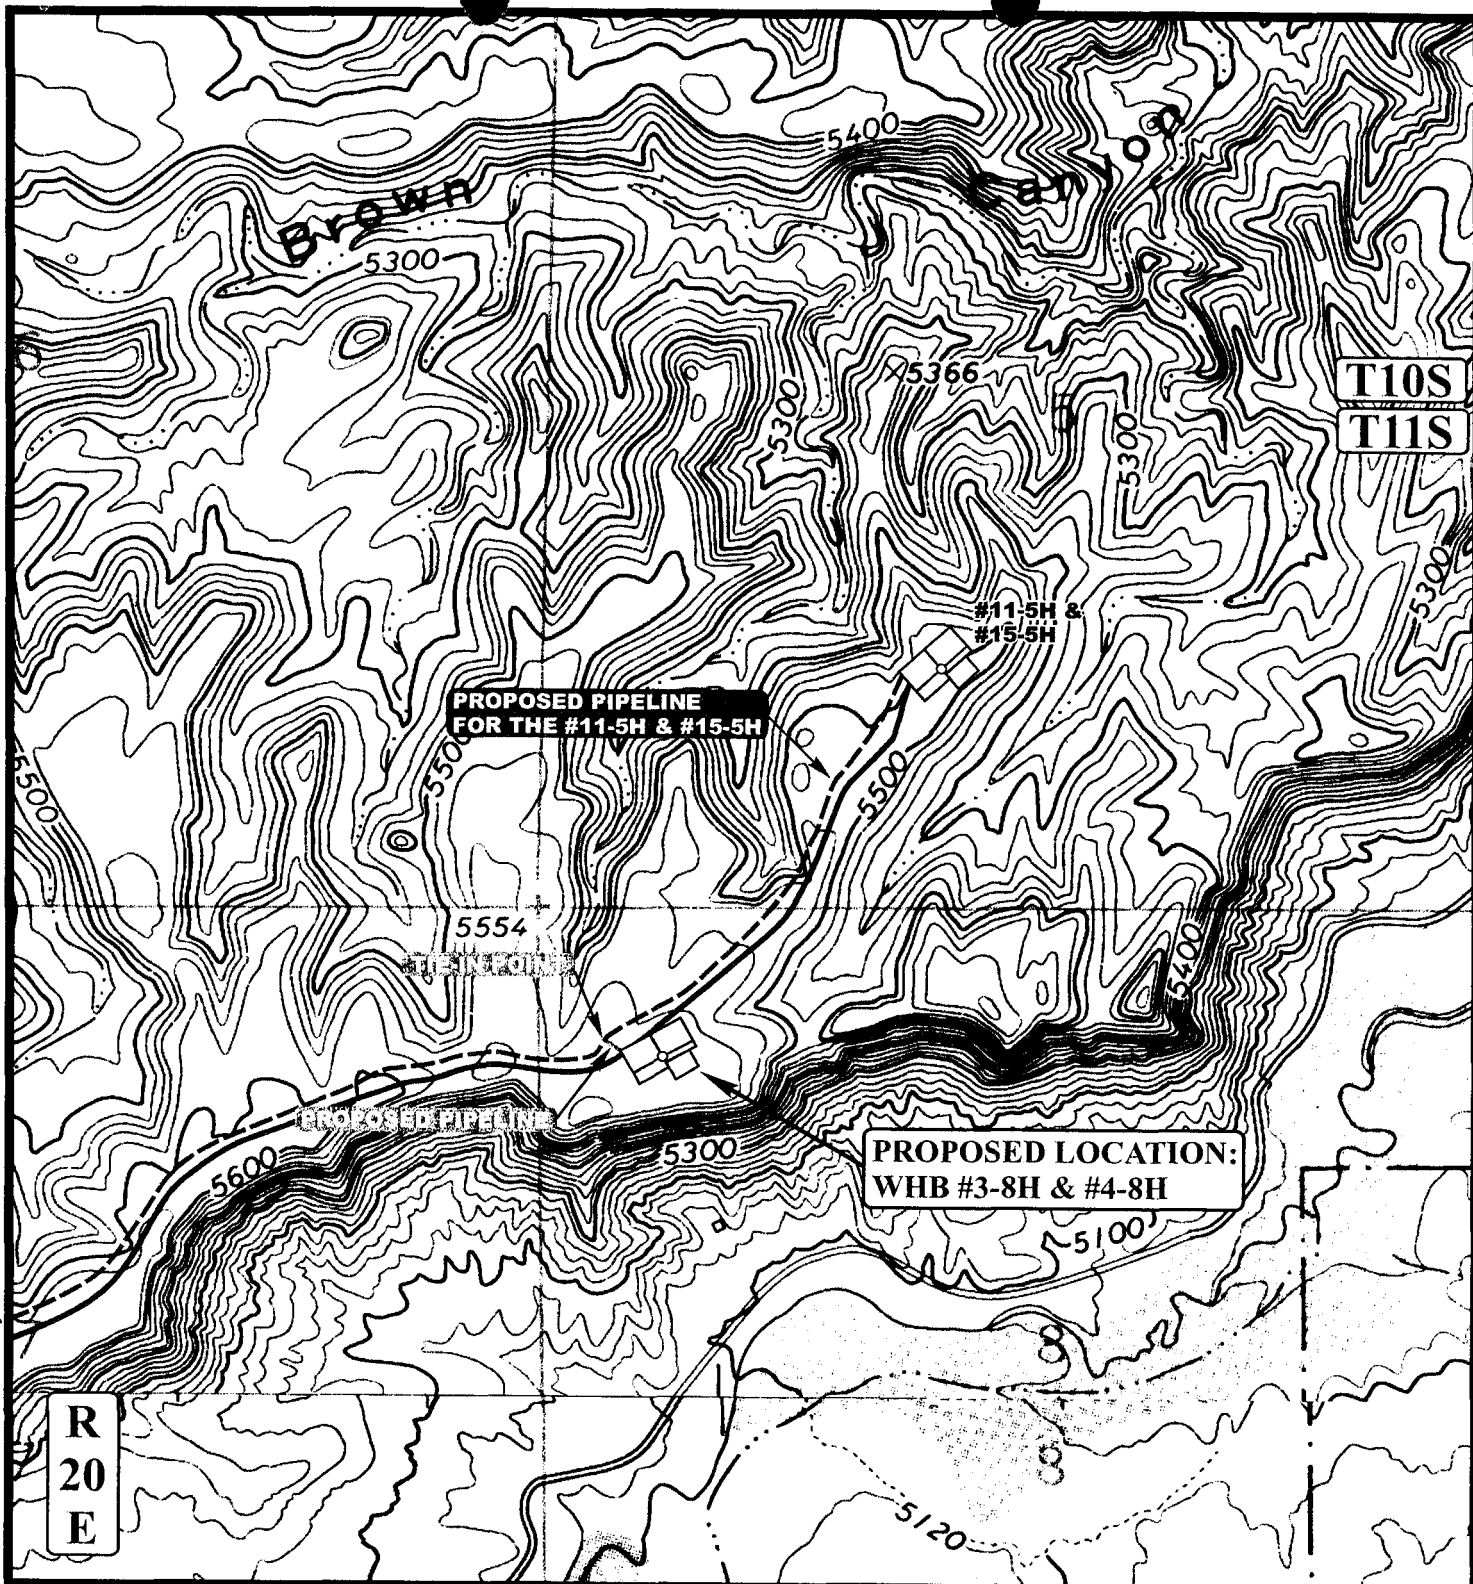 5400
Canyon
Brown
5300
5366
T10S
T11S
5300
5
5300
5300
#11-5H &
#15-5H
PROPOSED PIPELINE
FOR THE #11-5H & #15-5H
5500
5500
5500
5554
TIE-IN POINT
5400
PROPOSED PIPELINE
5300
5600
PROPOSED LOCATION:
WHB #3-8H & #4-8H
5100
8
R
20
E
8
5120